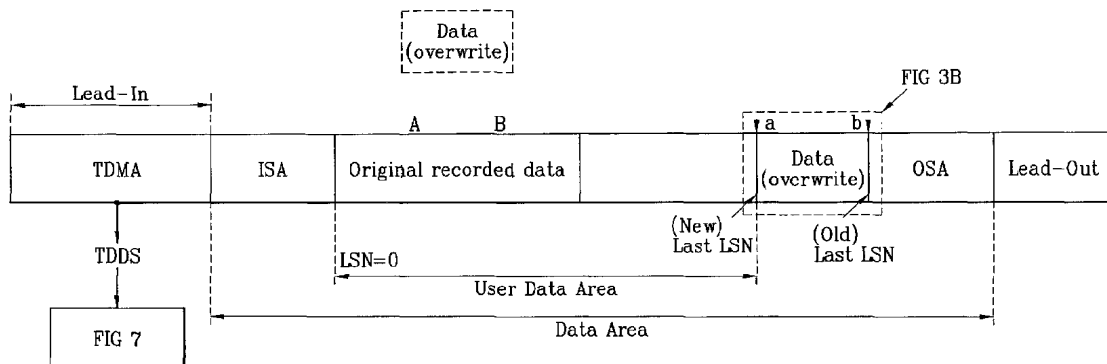 Data
(overwrite)
FIG 3B
Lead-In
A
B
a
b
TDMA
ISA
Original recorded data
Data
(overwrite)
OSA
Lead-Out
(New)
Last LSN
(Old)
Last LSN
TDDS
LSN=0
User Data Area
Data Area
FIG 7